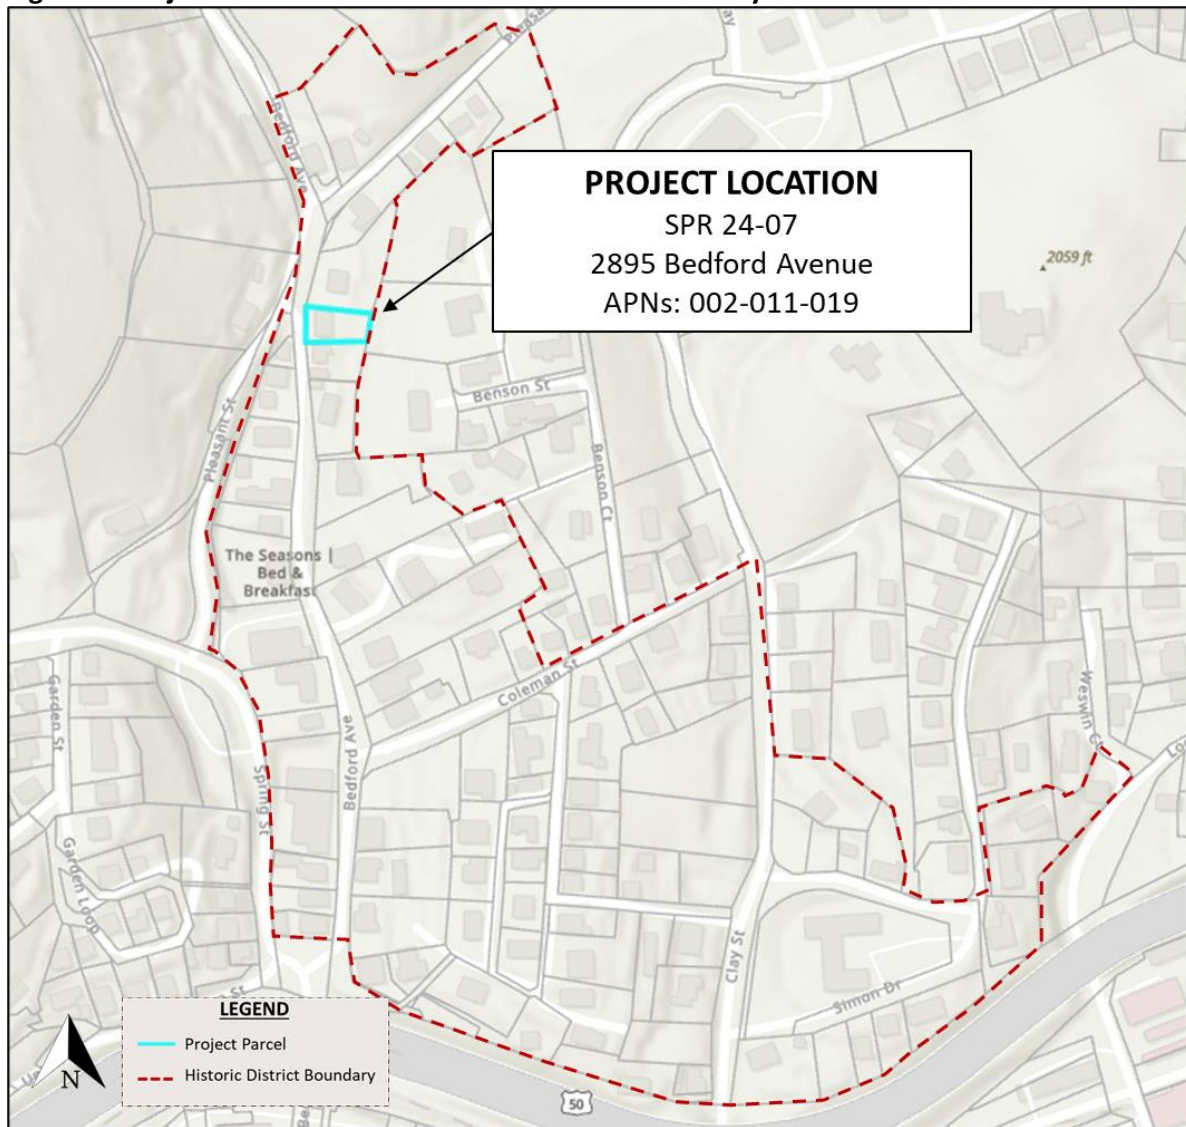 Pleasa
Bedford Ave
PROJECT LOCATION
SPR 24-07
2895 Bedford Avenue
APNs: 002-011-019
2059 ft
Benson St
Pleasant St
Benson Ct
The Seasons |
Bed &
Breakfast
Coleman St
Garden St
Weswin Ct
Bedford Ave
Spring St
Garden Loop
Clay St
Simon Dr
St
LEGEND
Project Parcel
Historic District Boundary
N
50